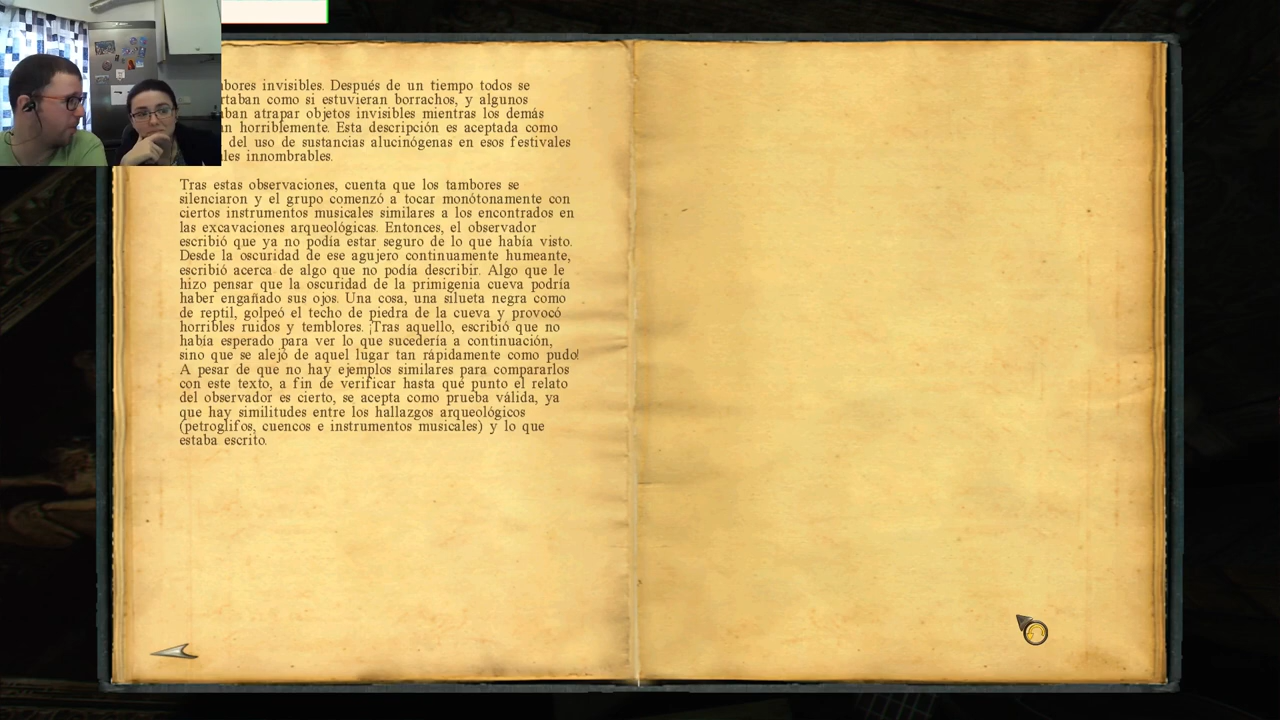 invisibles. Después de un tiempo todos se
como si estuvieran borrachos, y algunos
atrapar objetos invisibles mientras los demás
horriblemente. Esta descripción es aceptada como
del uso de sustancias alucinógenas en esos festivales
innombrables.
Tras estas observaciones, cuenta que los tambores se
silenciaron y el grupo comenzó a tocar monótonamente con
ciertos instrumentos musicales similares a los encontrados en
las excavaciones arqueológicas. Entonces, el observador
escribió que ya no podía estar seguro de lo que había visto.
Desde la oscuridad de ese agujero continuamente humeante,
escribió acerca de algo que no podía describir. Algo que le
hizo pensar que la oscuridad de la primigenia cueva podría
haber engañado sus ojos. Una cosa, una silueta negra como
de reptil, golpeó el techo de piedra de la cueva y provocó
horribles ruidos y temblores. ¡Tras aquello, escribió que no
había esperado para ver lo que sucedería a continuación,
sino que se alejó de aquel lugar tan rápidamente como pudo!
A pesar de que no hay ejemplos similares para compararlos
con este texto, a fin de verificar hasta qué punto el relato
del observador es cierto, se acepta como prueba válida, ya
que hay similitudes entre los hallazgos arqueológicos
(petroglifos, cuencos e instrumentos musicales) y lo que
estaba escrito.